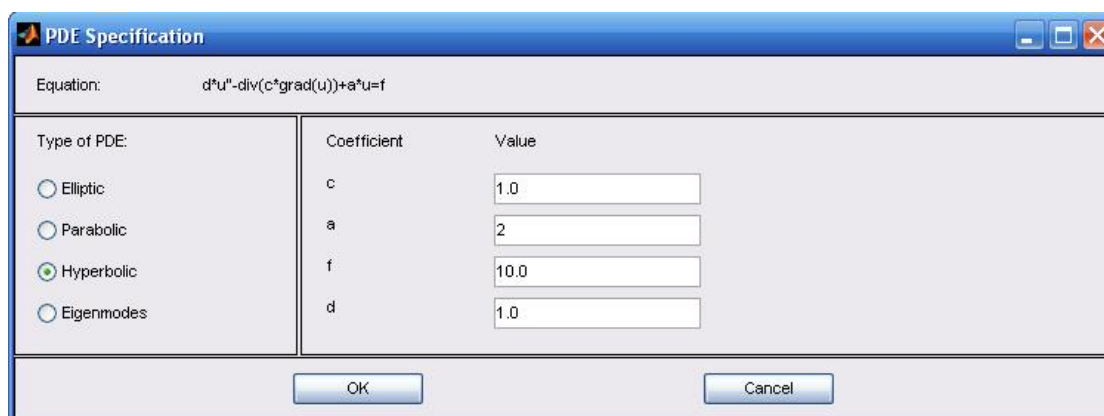 PDE Specification
Equation: d*u''-div(c*grad(u))+a*u=f
Type of PDE: Coefficient Value
Elliptic c 1.0
Parabolic a 2
Hyperbolic f 10.0
Eigenmodes d 1.0
OK Cancel